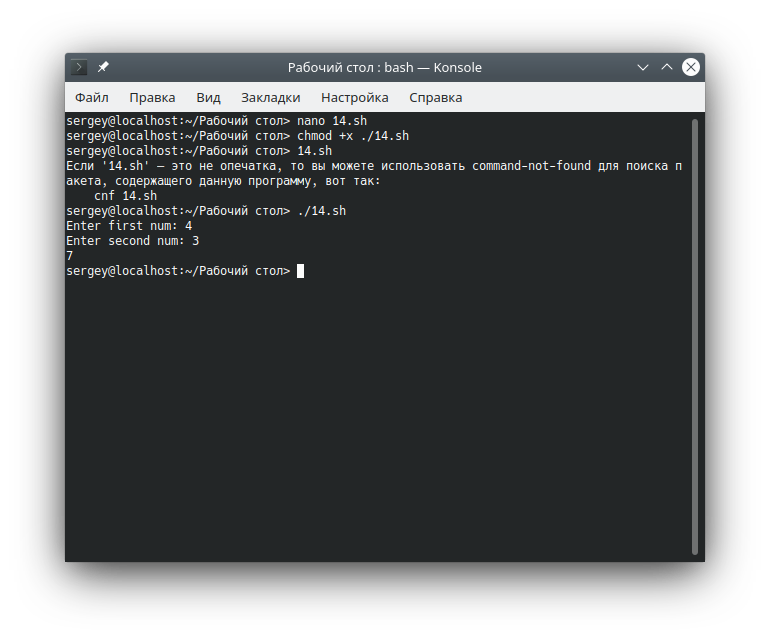 Рабочий стол : bash — Konsole
Файл Правка Вид Закладки Настройка Справка
sergey@localhost:~/Рабочий стол> nano 14.sh
sergey@localhost:~/Рабочий стол> chmod +x ./14.sh
sergey@localhost:~/Рабочий стол> 14.sh
Если '14.sh' — это не опечатка, то вы можете использовать command-not-found для поиска п
акета, содержащего данную программу, вот так:
    cnf 14.sh
sergey@localhost:~/Рабочий стол> ./14.sh
Enter first num: 4
Enter second num: 3
7
sergey@localhost:~/Рабочий стол>